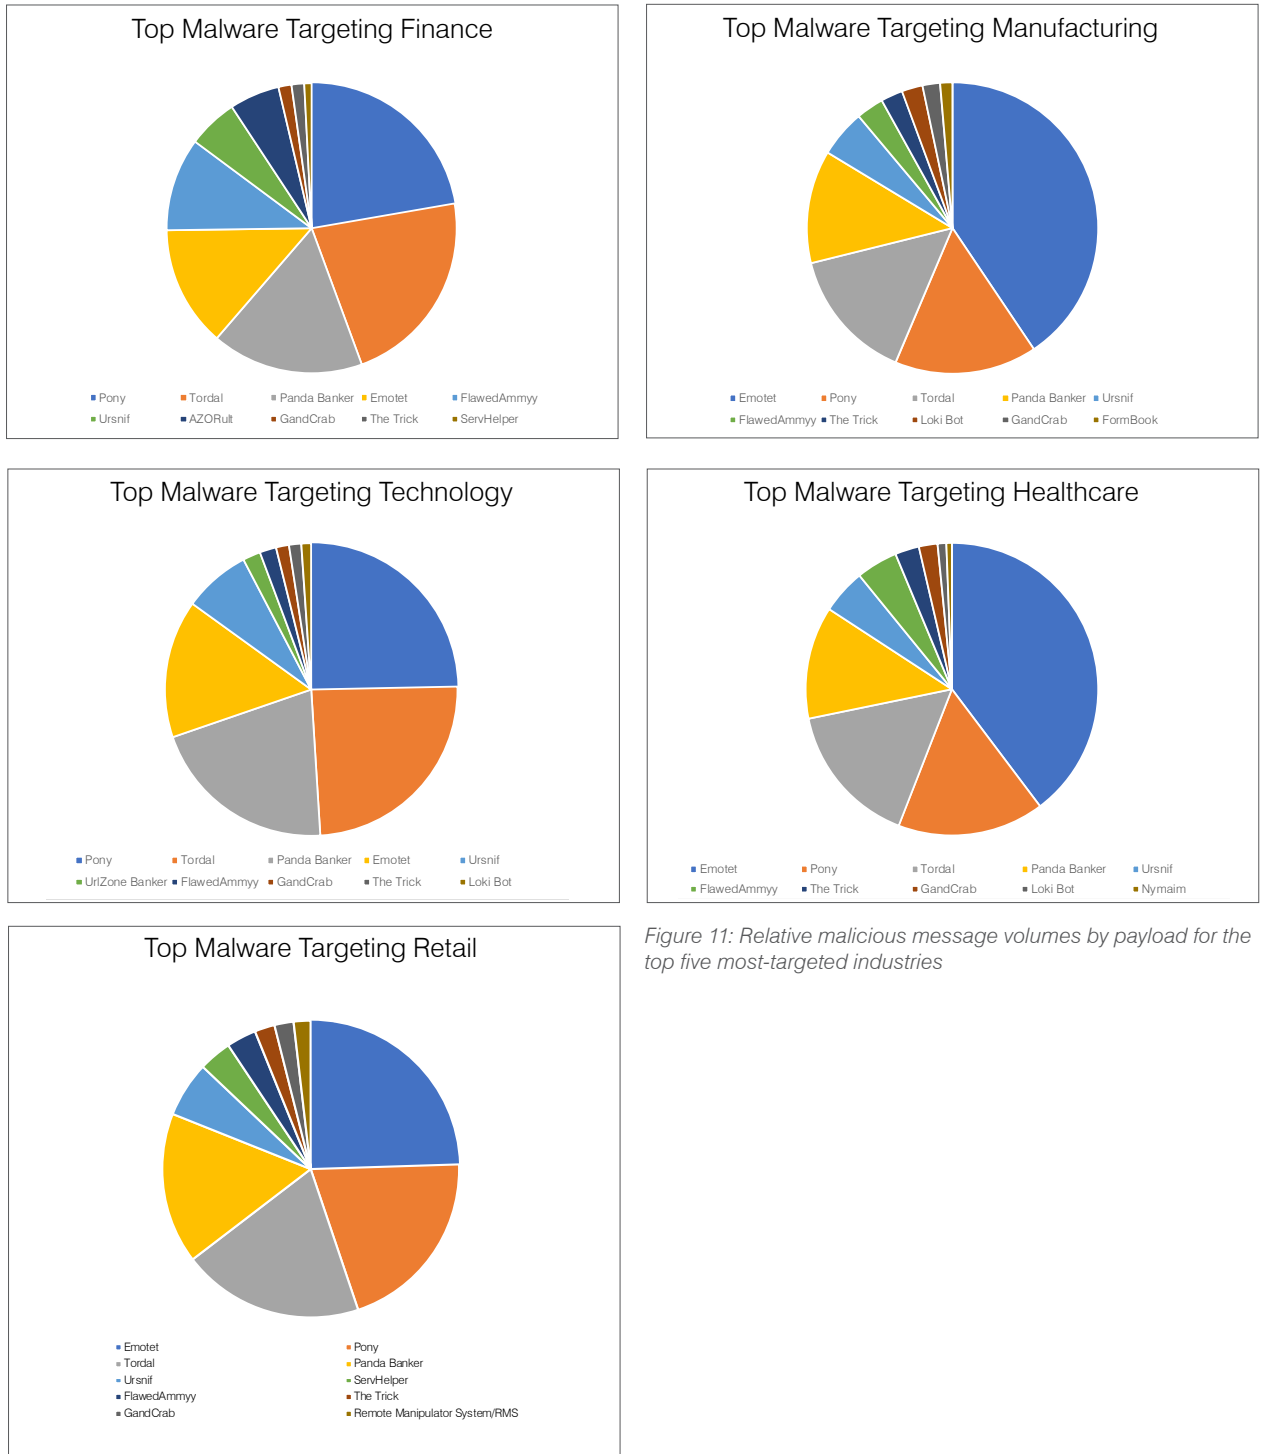 Top Malware Targeting Finance
Pony Tordal Panda Banker Emotet FlawedAmmyy
Ursnif AZORult GandCrab The Trick ServHelper
Top Malware Targeting Manufacturing
Emotet Pony Tordal Panda Banker Ursnif
FlawedAmmyy The Trick Loki Bot GandCrab FormBook
Top Malware Targeting Technology
Pony Tordal Panda Banker Emotet Ursnif
UrlZone Banker FlawedAmmyy GandCrab The Trick Loki Bot
Top Malware Targeting Healthcare
Emotet Pony Tordal Panda Banker Ursnif
FlawedAmmyy The Trick GandCrab Loki Bot Nymaim
Top Malware Targeting Retail
Emotet Pony
Tordal Panda Banker
Ursnif ServHelper
FlawedAmmyy The Trick
GandCrab Remote Manipulator System/RMS
Figure 11: Relative malicious message volumes by payload for the
top five most-targeted industries